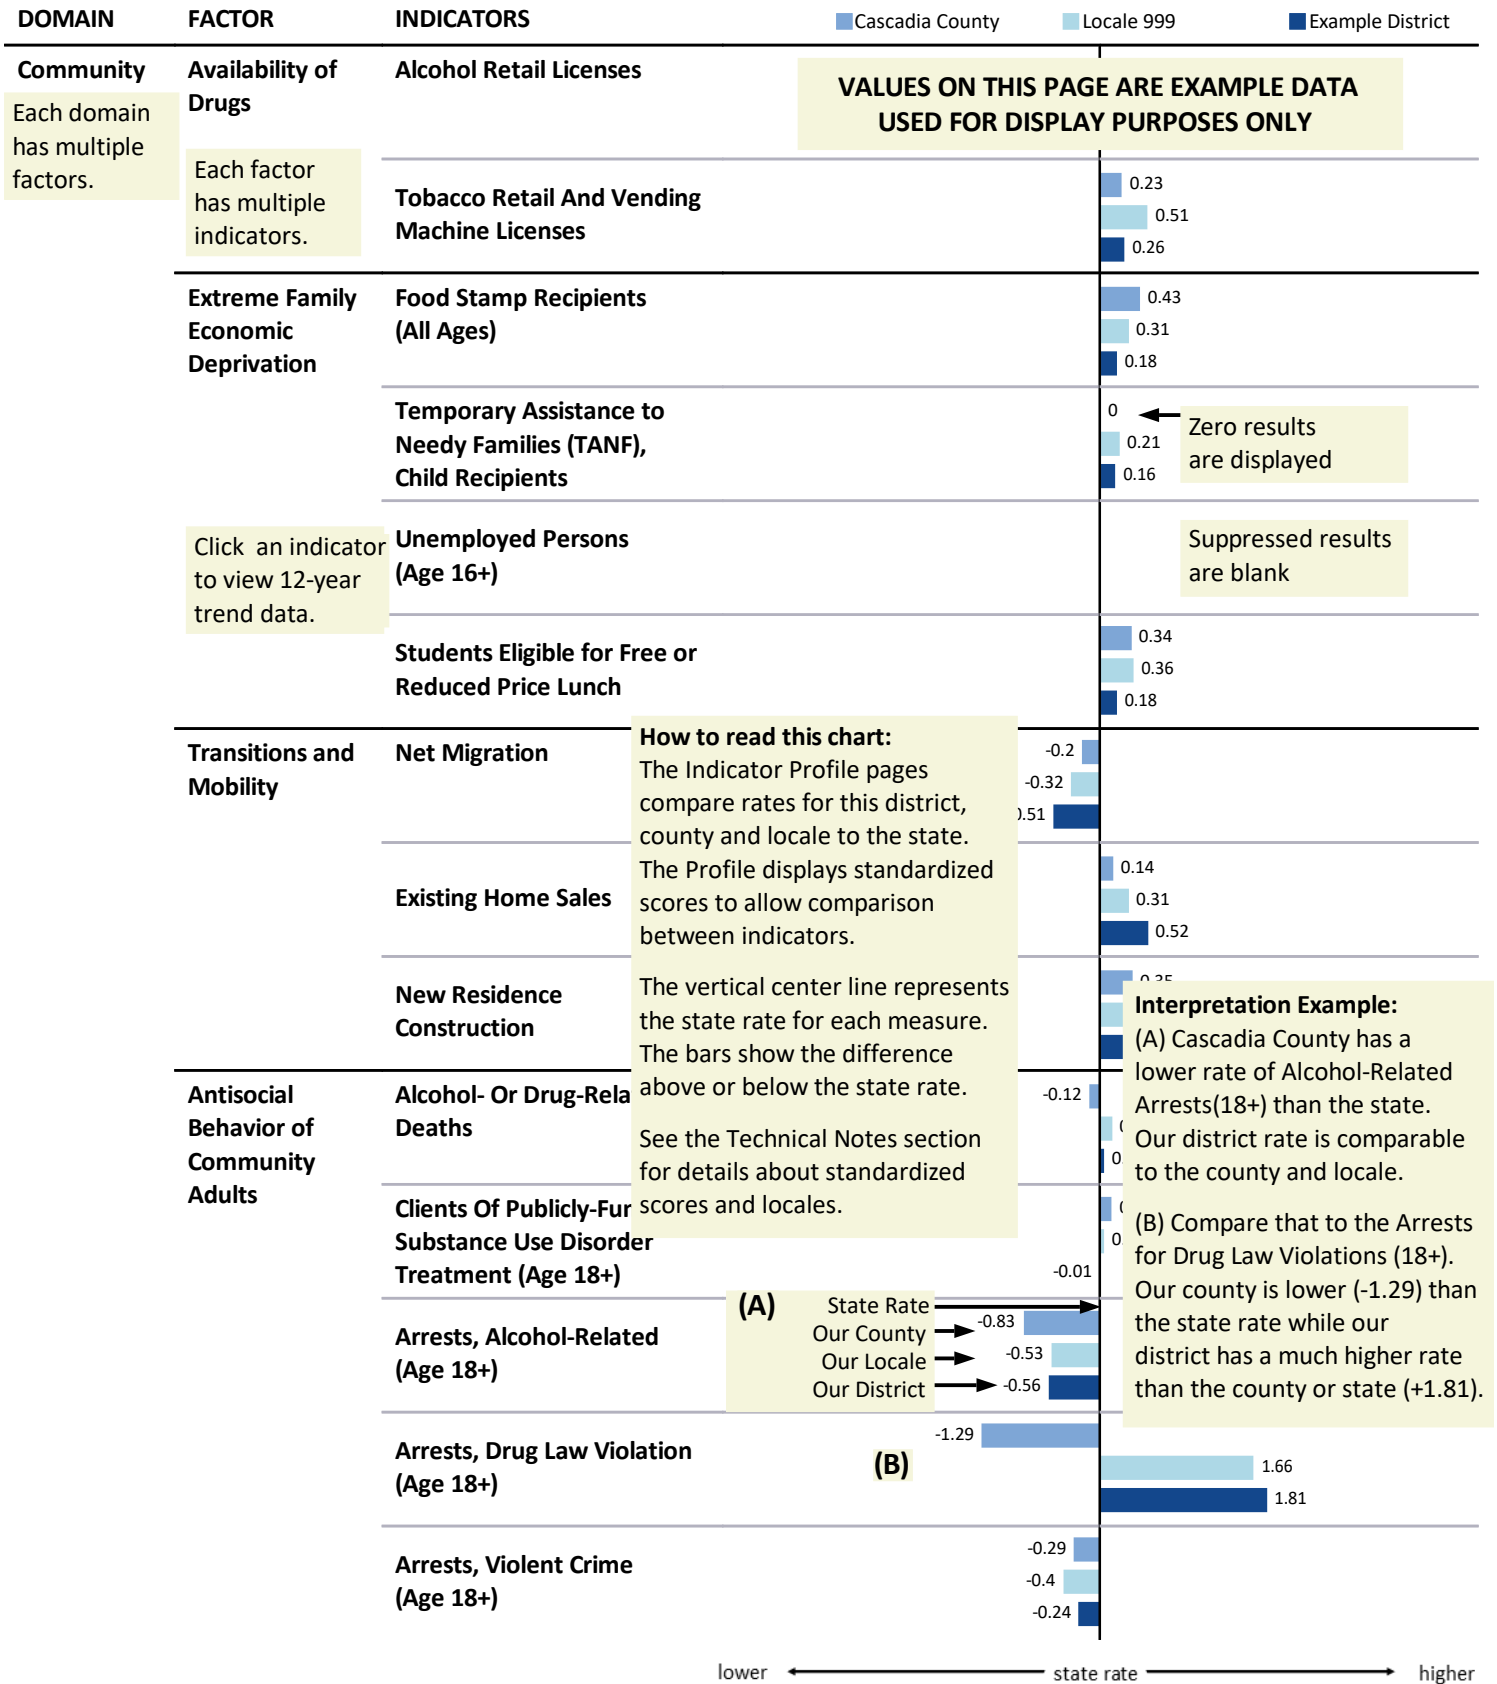 DOMAIN FACTOR INDICATORS Cascadia County Locale 999 Example District
Community
Each domain
has multiple
factors.
Availability of
Drugs
Each factor
has multiple
indicators.
Alcohol Retail Licenses
VALUES ON THIS PAGE ARE EXAMPLE DATA
USED FOR DISPLAY PURPOSES ONLY
Tobacco Retail And Vending
Machine Licenses
0.23
0.51
0.26
Extreme Family
Economic
Deprivation
Food Stamp Recipients
(All Ages)
0.43
0.31
0.18
Temporary Assistance to
Needy Families (TANF),
Child Recipients
0
0.21
0.16
Zero results
are displayed
Click an indicator
to view 12-year
trend data.
Unemployed Persons
(Age 16+)
Suppressed results
are blank
Students Eligible for Free or
Reduced Price Lunch
0.34
0.36
0.18
Transitions and
Mobility
Net Migration
-0.2
-0.32
.51
How to read this chart:
The Indicator Profile pages
compare rates for this district,
county and locale to the state.
The Profile displays standardized
scores to allow comparison
between indicators.
The vertical center line represents
the state rate for each measure.
The bars show the difference
above or below the state rate.
See the Technical Notes section
for details about standardized
scores and locales.
Existing Home Sales
0.14
0.31
0.52
New Residence
Construction
Interpretation Example:
(A) Cascadia County has a
lower rate of Alcohol-Related
Arrests(18+) than the state.
Our district rate is comparable
to the county and locale.
(B) Compare that to the Arrests
for Drug Law Violations (18+).
Our county is lower (-1.29) than
the state rate while our
district has a much higher rate
than the county or state (+1.81).
Antisocial
Behavior of
Community
Adults
Alcohol- Or Drug-Rela
Deaths
-0.12
0.
Clients Of Publicly-Fur
Substance Use Disorder
Treatment (Age 18+)
0.
-0.01
Arrests, Alcohol-Related
(Age 18+)
(A)
State Rate
Our County
Our Locale
Our District
-0.83
-0.53
-0.56
Arrests, Drug Law Violation
(Age 18+)
(B)
-1.29
1.66
1.81
Arrests, Violent Crime
(Age 18+)
-0.29
-0.4
-0.24
lower state rate higher